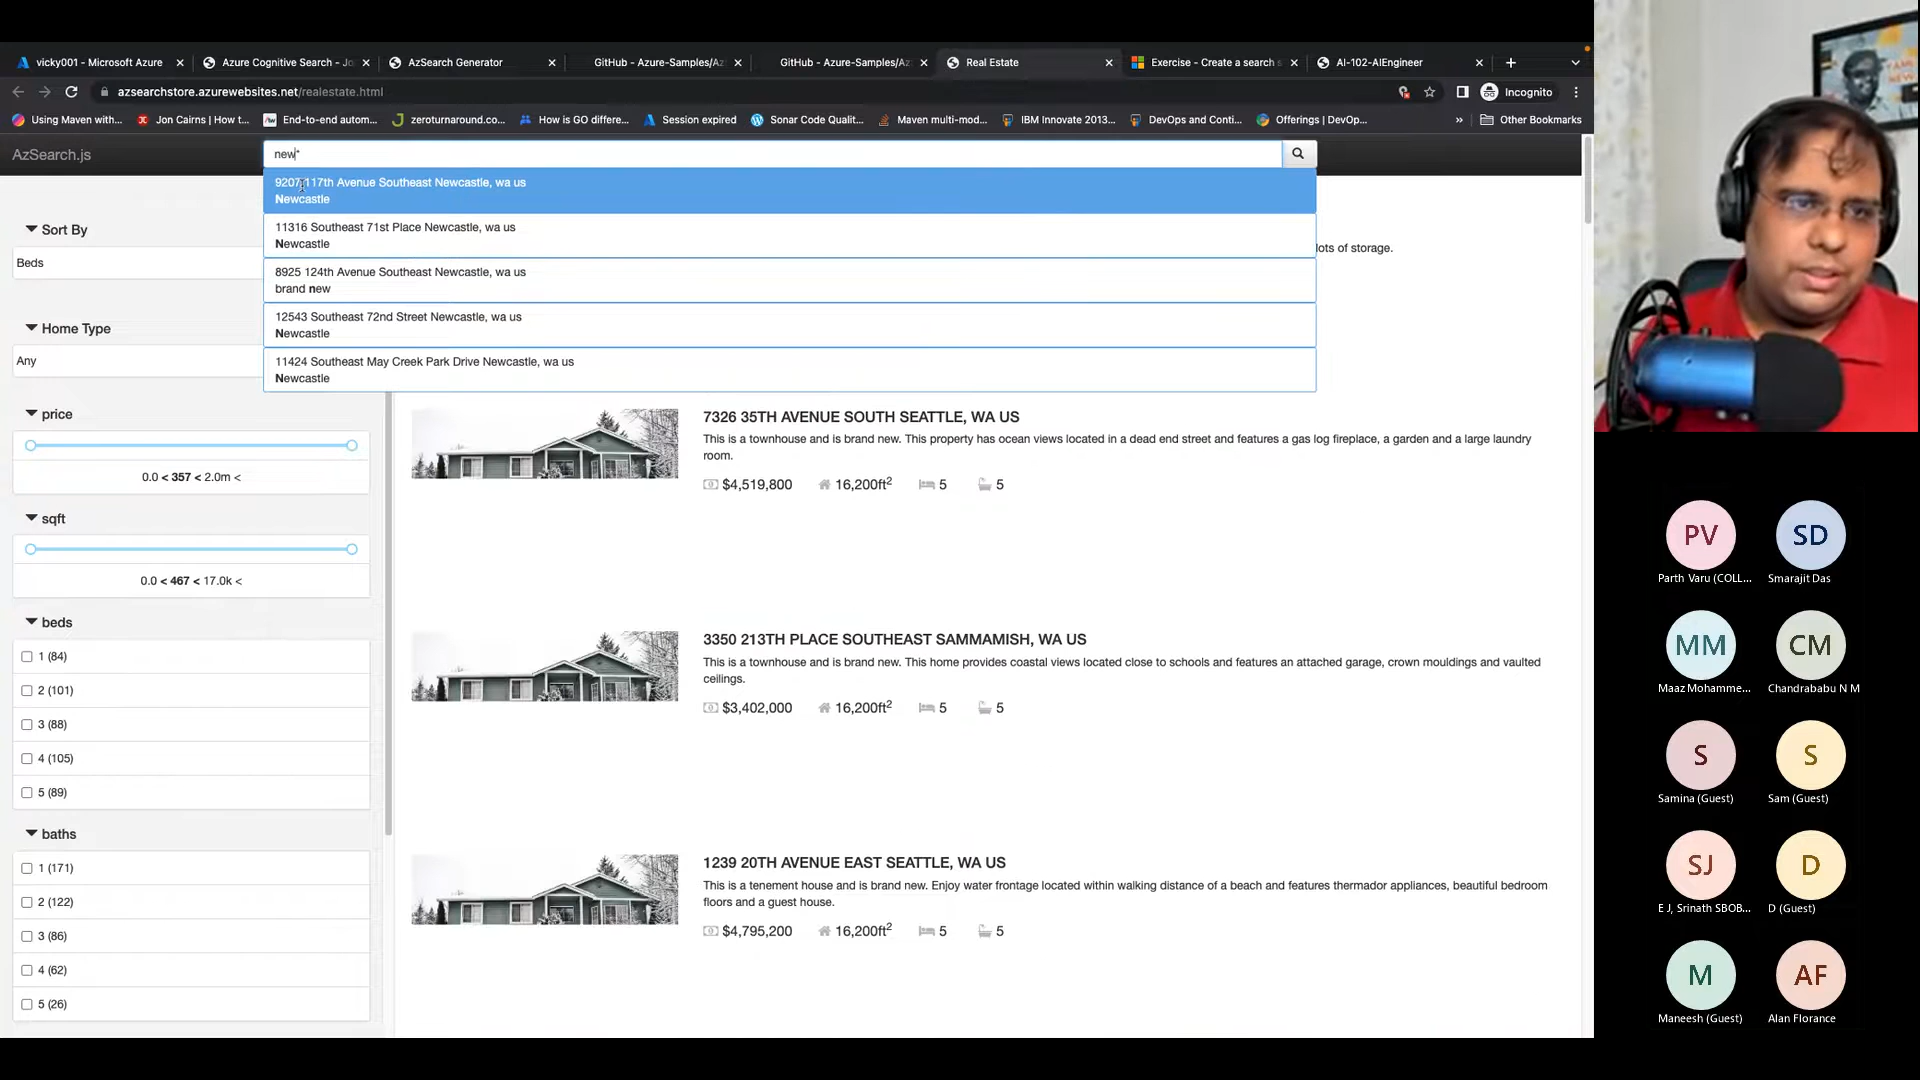 vicky001 - Microsoft Azure
Azure Cognitive Search - Jo
AzSearch Generator
GitHub - Azure-Samples/Az
GitHub - Azure-Samples/Az
Real Estate
Exercise - Create a search s
AI-102-AIEngineer
azsearchstore.azurewebsites.net/realestate.html
Incognito
Using Maven with...
Jon Cairns | How t...
End-to-end autom...
zeroturnaround.co...
How is GO differe...
Session expired
Sonar Code Qualit...
Maven multi-mod...
IBM Innovate 2013...
DevOps and Conti...
Offerings | DevOp...
»
Other Bookmarks
AzSearch.js
new*
9207 117th Avenue Southeast Newcastle, wa us
Newcastle
11316 Southeast 71st Place Newcastle, wa us
Newcastle
8925 124th Avenue Southeast Newcastle, wa us
brand new
12543 Southeast 72nd Street Newcastle, wa us
Newcastle
11424 Southeast May Creek Park Drive Newcastle, wa us
Newcastle
lots of storage.
Sort By
Beds
Home Type
Any
price
0.0 < 357 < 2.0m <
sqft
0.0 < 467 < 17.0k <
beds
1 (84)
2 (101)
3 (88)
4 (105)
5 (89)
baths
1 (171)
2 (122)
3 (86)
4 (62)
5 (26)
7326 35TH AVENUE SOUTH SEATTLE, WA US
This is a townhouse and is brand new. This property has ocean views located in a dead end street and features a gas log fireplace, a garden and a large laundry
room.
$4,519,800 16,200ft² 5 5
3350 213TH PLACE SOUTHEAST SAMMAMISH, WA US
This is a townhouse and is brand new. This home provides coastal views located close to schools and features an attached garage, crown mouldings and vaulted
ceilings.
$3,402,000 16,200ft² 5 5
1239 20TH AVENUE EAST SEATTLE, WA US
This is a tenement house and is brand new. Enjoy water frontage located within walking distance of a beach and features thermador appliances, beautiful bedroom
floors and a guest house.
$4,795,200 16,200ft² 5 5
PV
Parth Varu (COLL...
SD
Smarajit Das
MM
Maaz Mohamme...
CM
Chandrababu N M
S
Samina (Guest)
S
Sam (Guest)
SJ
E J, Srinath SBOB...
D
D (Guest)
M
Maneesh (Guest)
AF
Alan Florance